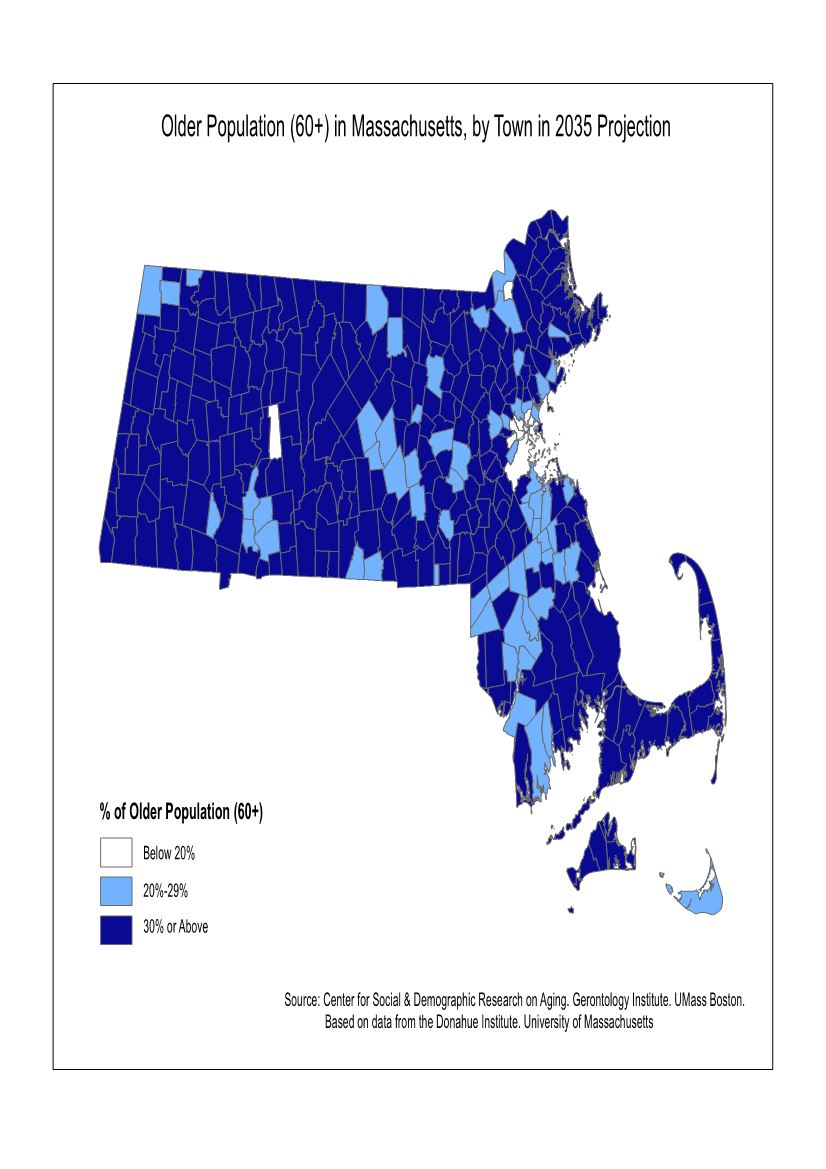 Older Population (60+) in Massachusetts, by Town in 2035 Projection
% of Older Population (60+)
Below 20%
20%-29%
30% or Above
Source: Center for Social & Demographic Research on Aging. Gerontology Institute. UMass Boston.
Based on data from the Donahue Institute. University of Massachusetts